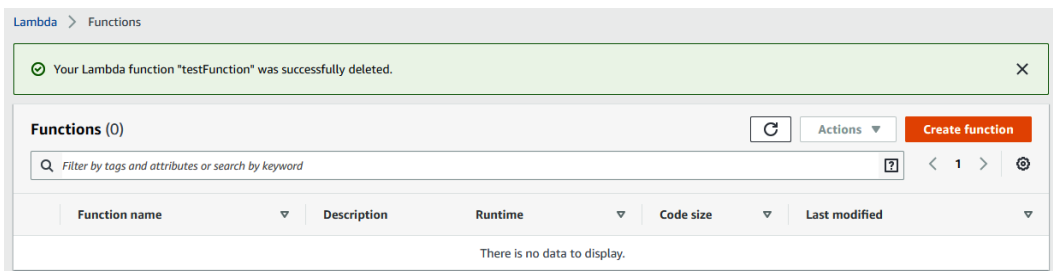 Lambda > Functions
Your Lambda function "testFunction" was successfully deleted.
Functions (0) Actions Create function
Filter by tags and attributes or search by keyword ? < 1 >
Function name Description Runtime Code size Last modified
There is no data to display.